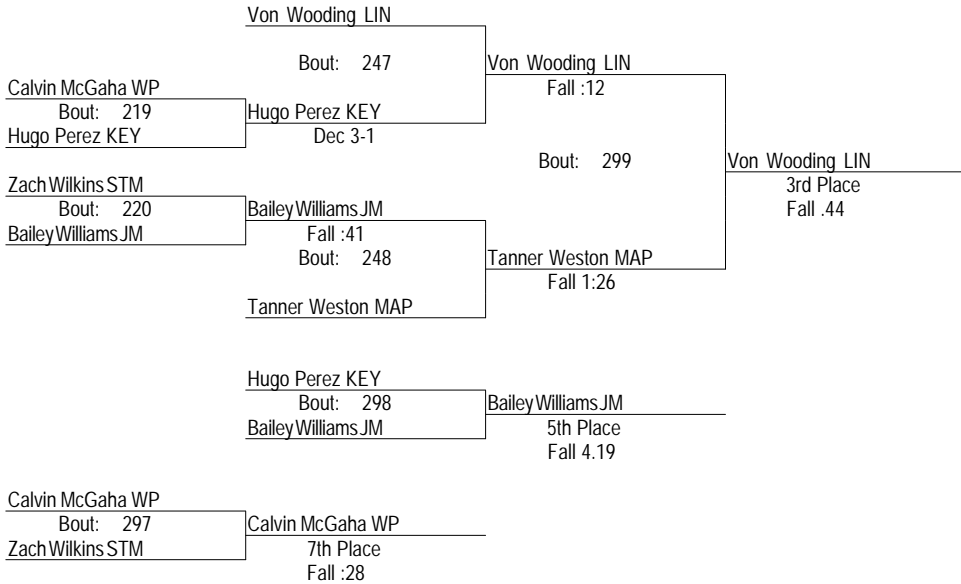 Von Wooding LIN
Bout: 247
Von Wooding LIN
Fall :12
Calvin McGaha WP
Bout: 219
Hugo Perez KEY
Hugo Perez KEY
Dec 3-1
Bout: 299
Von Wooding LIN
3rd Place
Fall .44
Zach Wilkins STM
Bout: 220
Bailey Williams JM
Bailey Williams JM
Fall :41
Bout: 248
Tanner Weston MAP
Fall 1:26
Tanner Weston MAP
Hugo Perez KEY
Bout: 298
Bailey Williams JM
Bailey Williams JM
5th Place
Fall 4.19
Calvin McGaha WP
Bout: 297
Zach Wilkins STM
Calvin McGaha WP
7th Place
Fall :28